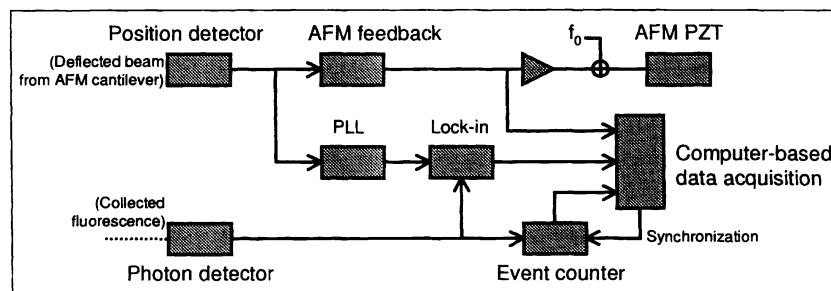 Position detector
AFM feedback
f₀
AFM PZT
(Deflected beam
from AFM cantilever)
PLL
Lock-in
Computer-based
data acquisition
(Collected
fluorescence)
Synchronization
Photon detector
Event counter